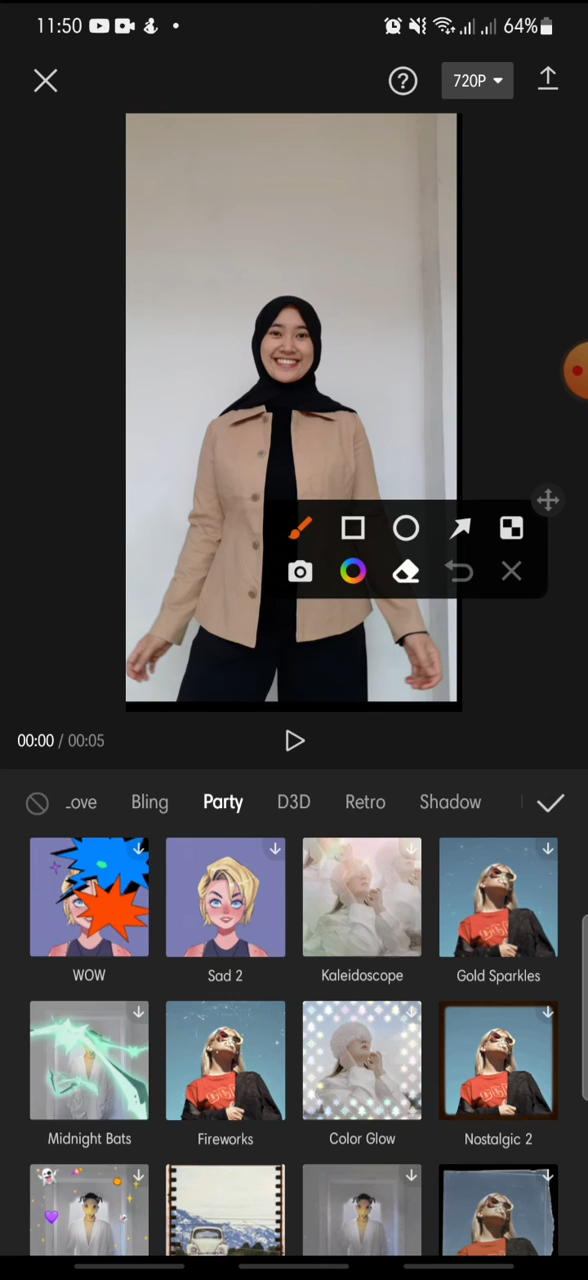 11:50 64%
720P
00:00 / 00:05
Love Bling Party D3D Retro Shadow
WOW Sad 2 Kaleidoscope Gold Sparkles
Midnight Bats Fireworks Color Glow Nostalgic 2